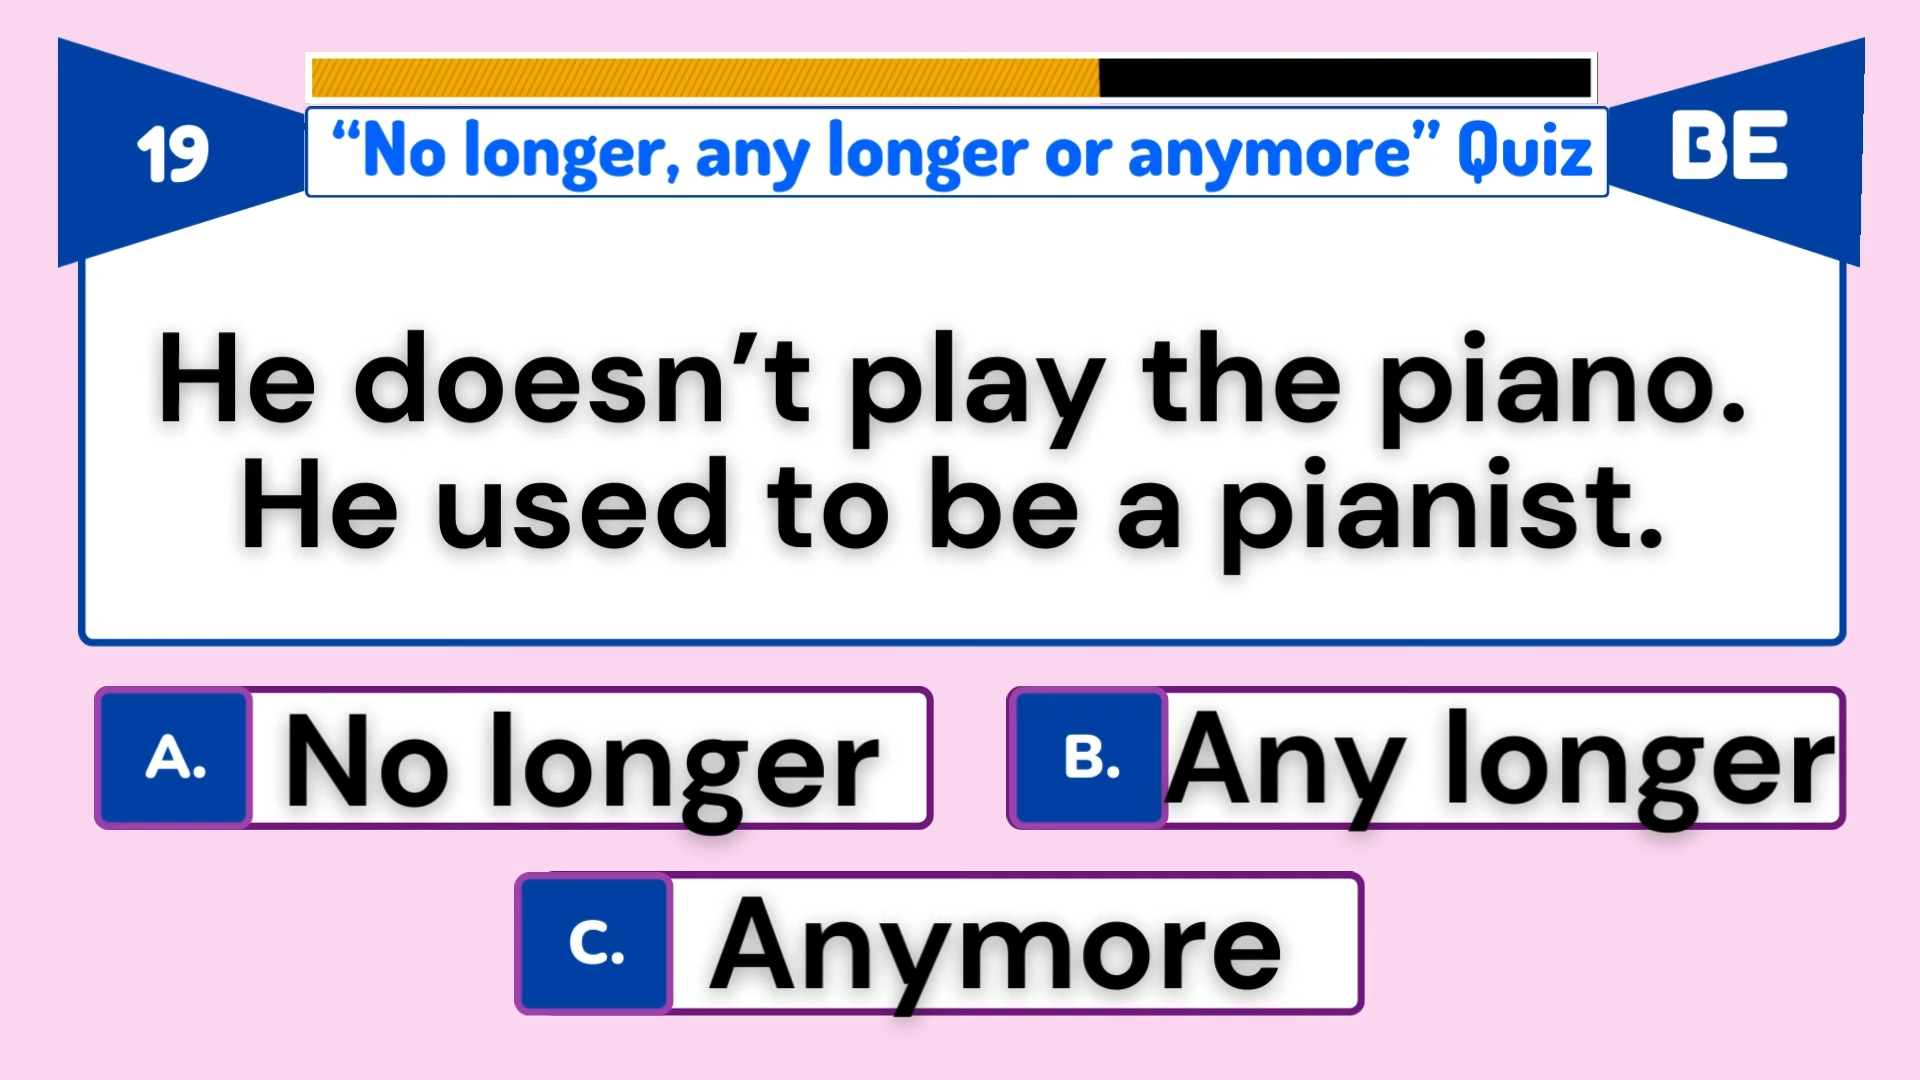 19
“No longer, any longer or anymore” Quiz
BE
He doesn’t play the piano.
He used to be a pianist.
A. No longer
B. Any longer
C. Anymore